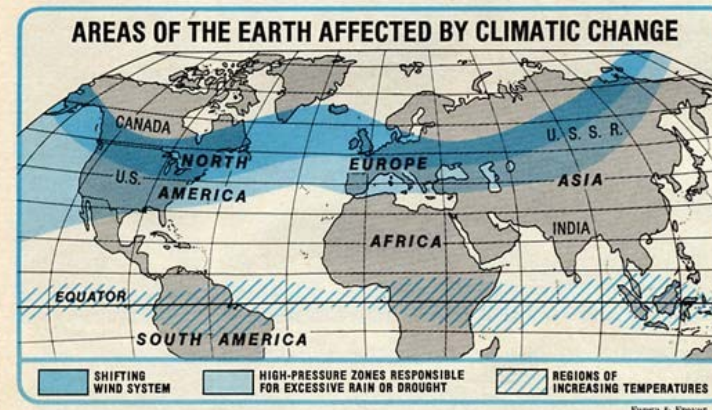 AREAS OF THE EARTH AFFECTED BY CLIMATIC CHANGE
CANADA
U. S. S. R.
NORTH
EUROPE
U.S.
ASIA
AMERICA
INDIA
AFRICA
EQUATOR
SOUTH AMERICA
SHIFTING
WIND SYSTEM
HIGH-PRESSURE ZONES RESPONSIBLE
FOR EXCESSIVE RAIN OR DROUGHT
REGIONS OF
INCREASING TEMPERATURES